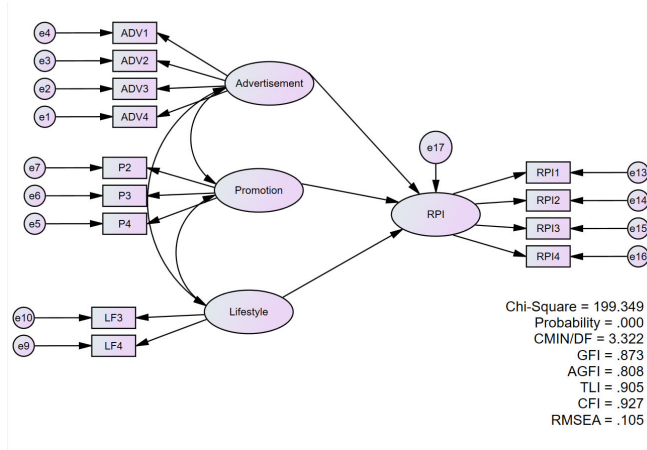 e4
ADV1
e3
ADV2
e2
ADV3
e1
ADV4
Advertisement
e17
e7
P2
e6
P3
e5
P4
Promotion
RPI
RPI1
e13
RPI2
e14
RPI3
e15
RPI4
e16
e10
LF3
e9
LF4
Lifestyle
Chi-Square = 199.349
Probability = .000
CMIN/DF = 3.322
GFI = .873
AGFI = .808
TLI = .905
CFI = .927
RMSEA = .105